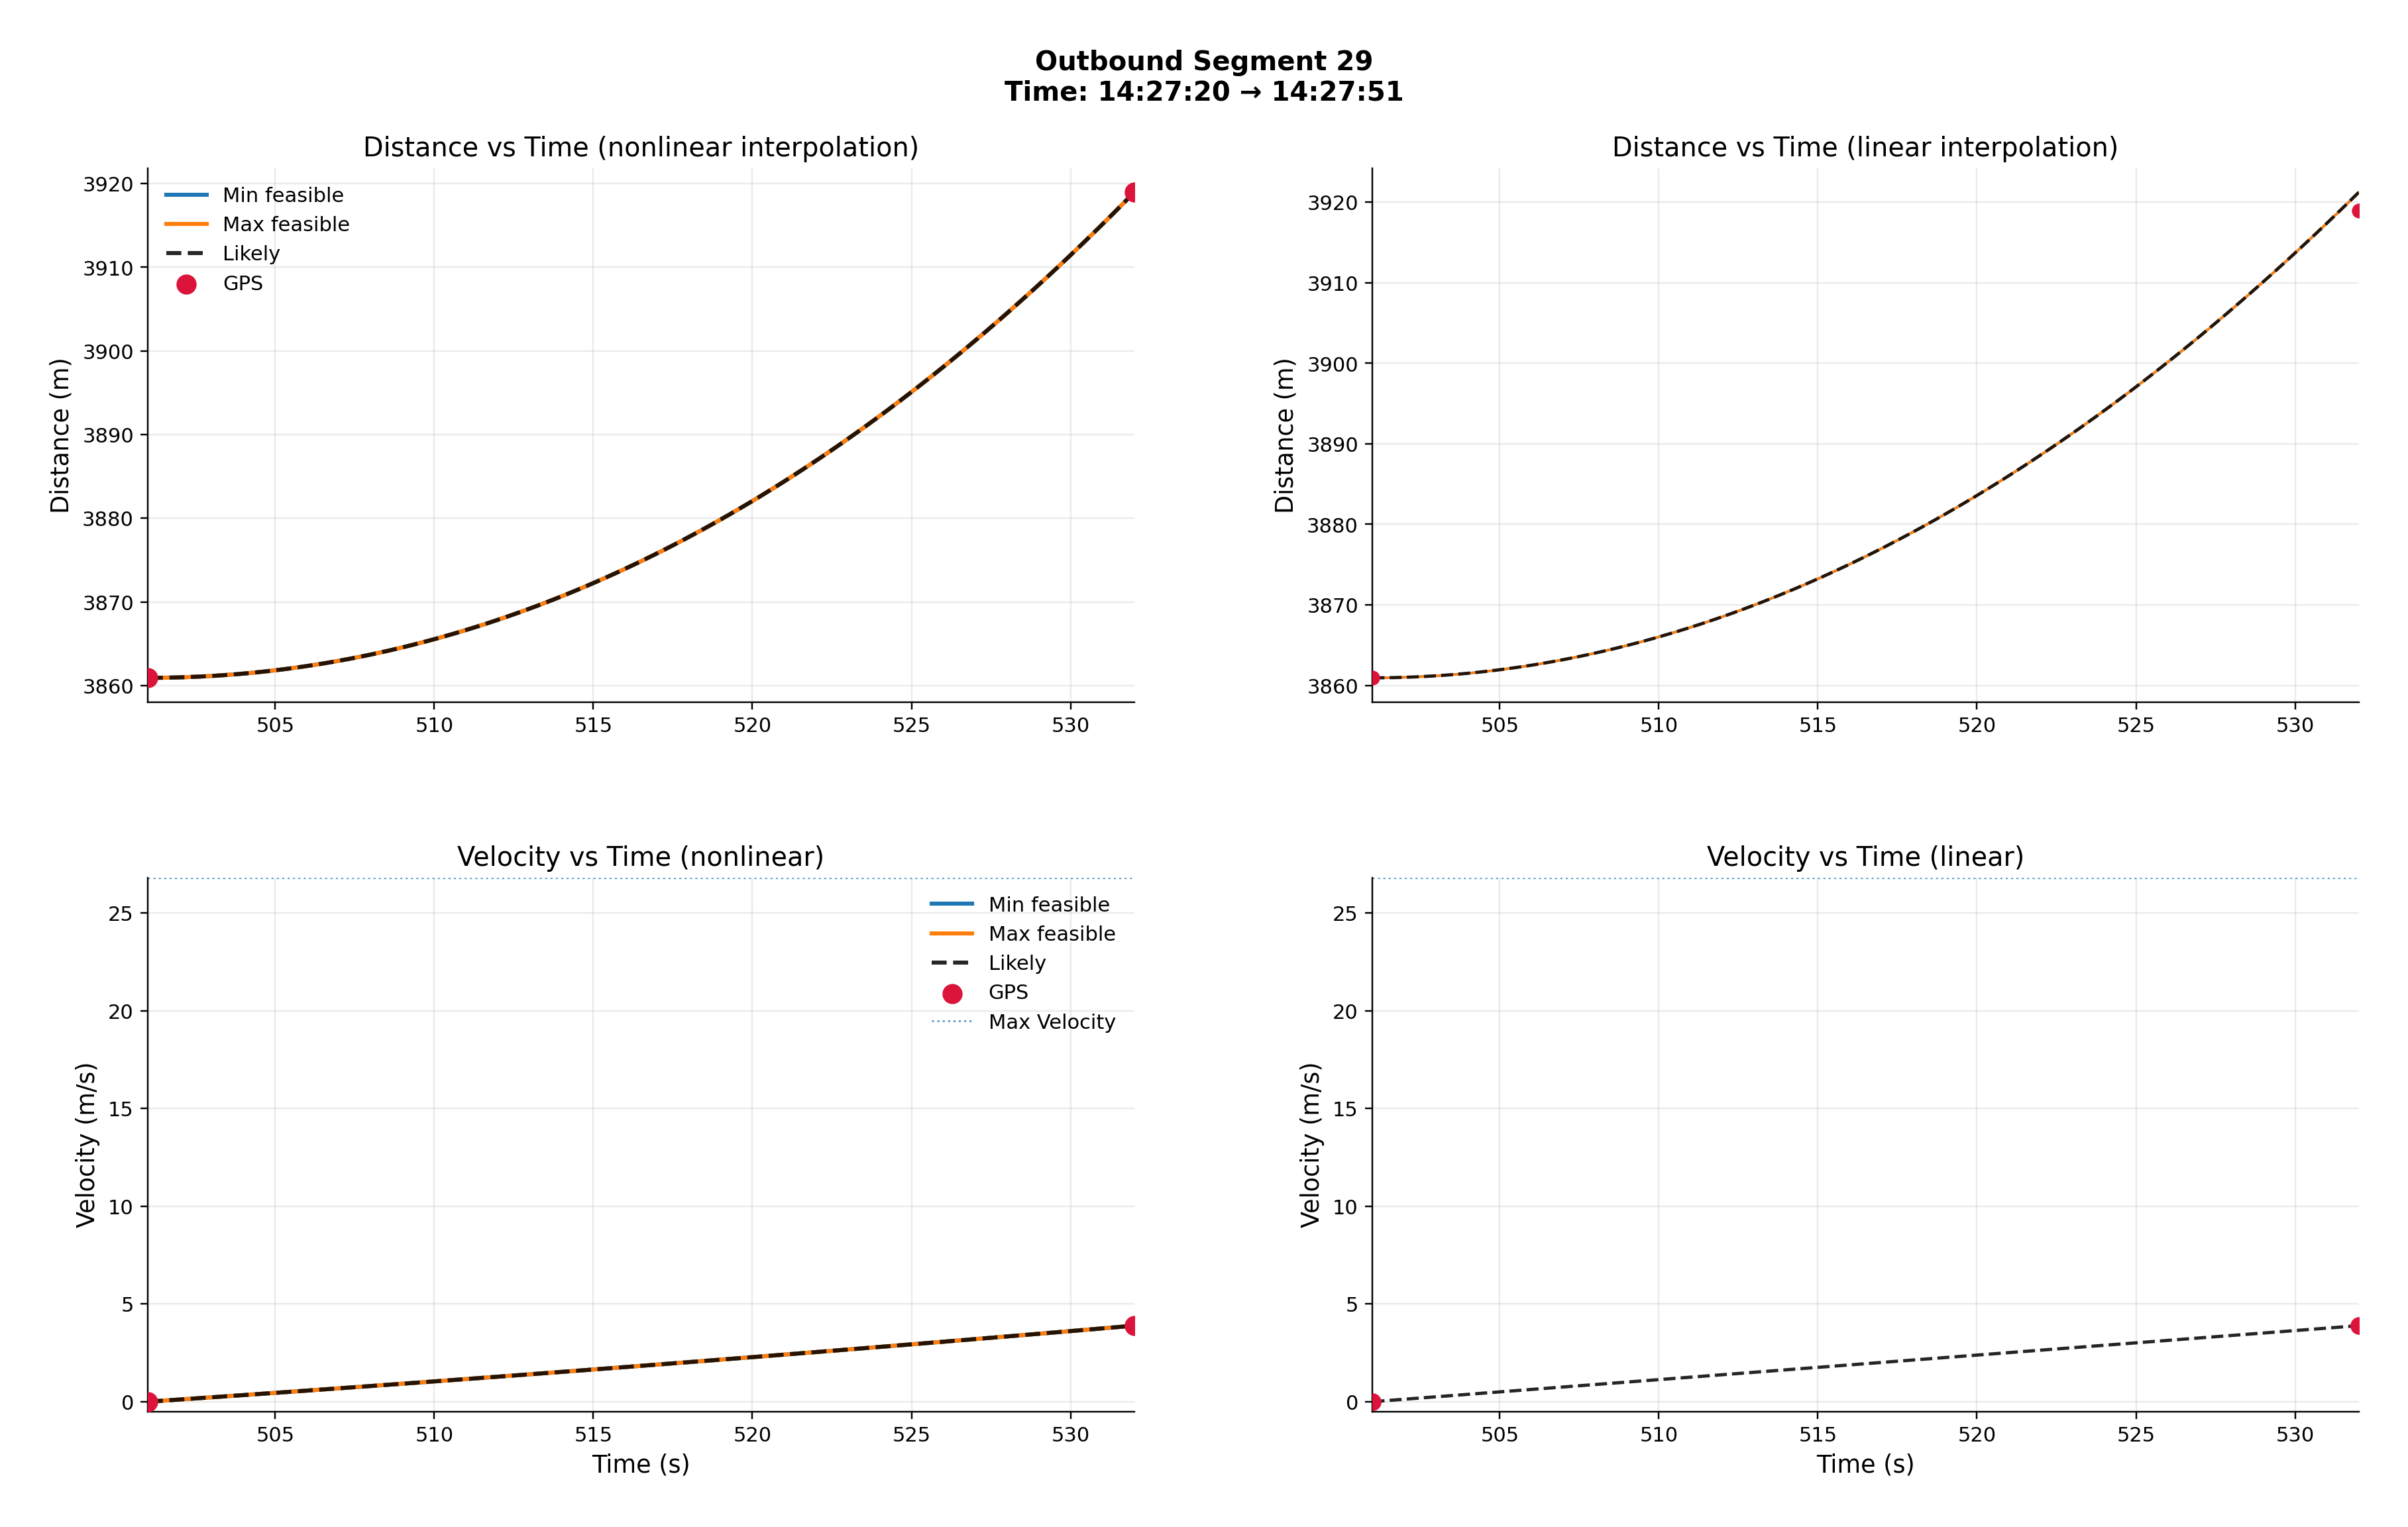 Outbound Segment 29
Time: 14:27:20 → 14:27:51
Distance vs Time (nonlinear interpolation)
Distance (m)
3920
3910
3900
3890
3880
3870
3860
Min feasible
Max feasible
Likely
GPS
505 510 515 520 525 530
Distance vs Time (linear interpolation)
Distance (m)
3920
3910
3900
3890
3880
3870
3860
505 510 515 520 525 530
Velocity vs Time (nonlinear)
Velocity (m/s)
25
20
15
10
5
0
Min feasible
Max feasible
Likely
GPS
Max Velocity
505 510 515 520 525 530
Time (s)
Velocity vs Time (linear)
Velocity (m/s)
25
20
15
10
5
0
505 510 515 520 525 530
Time (s)